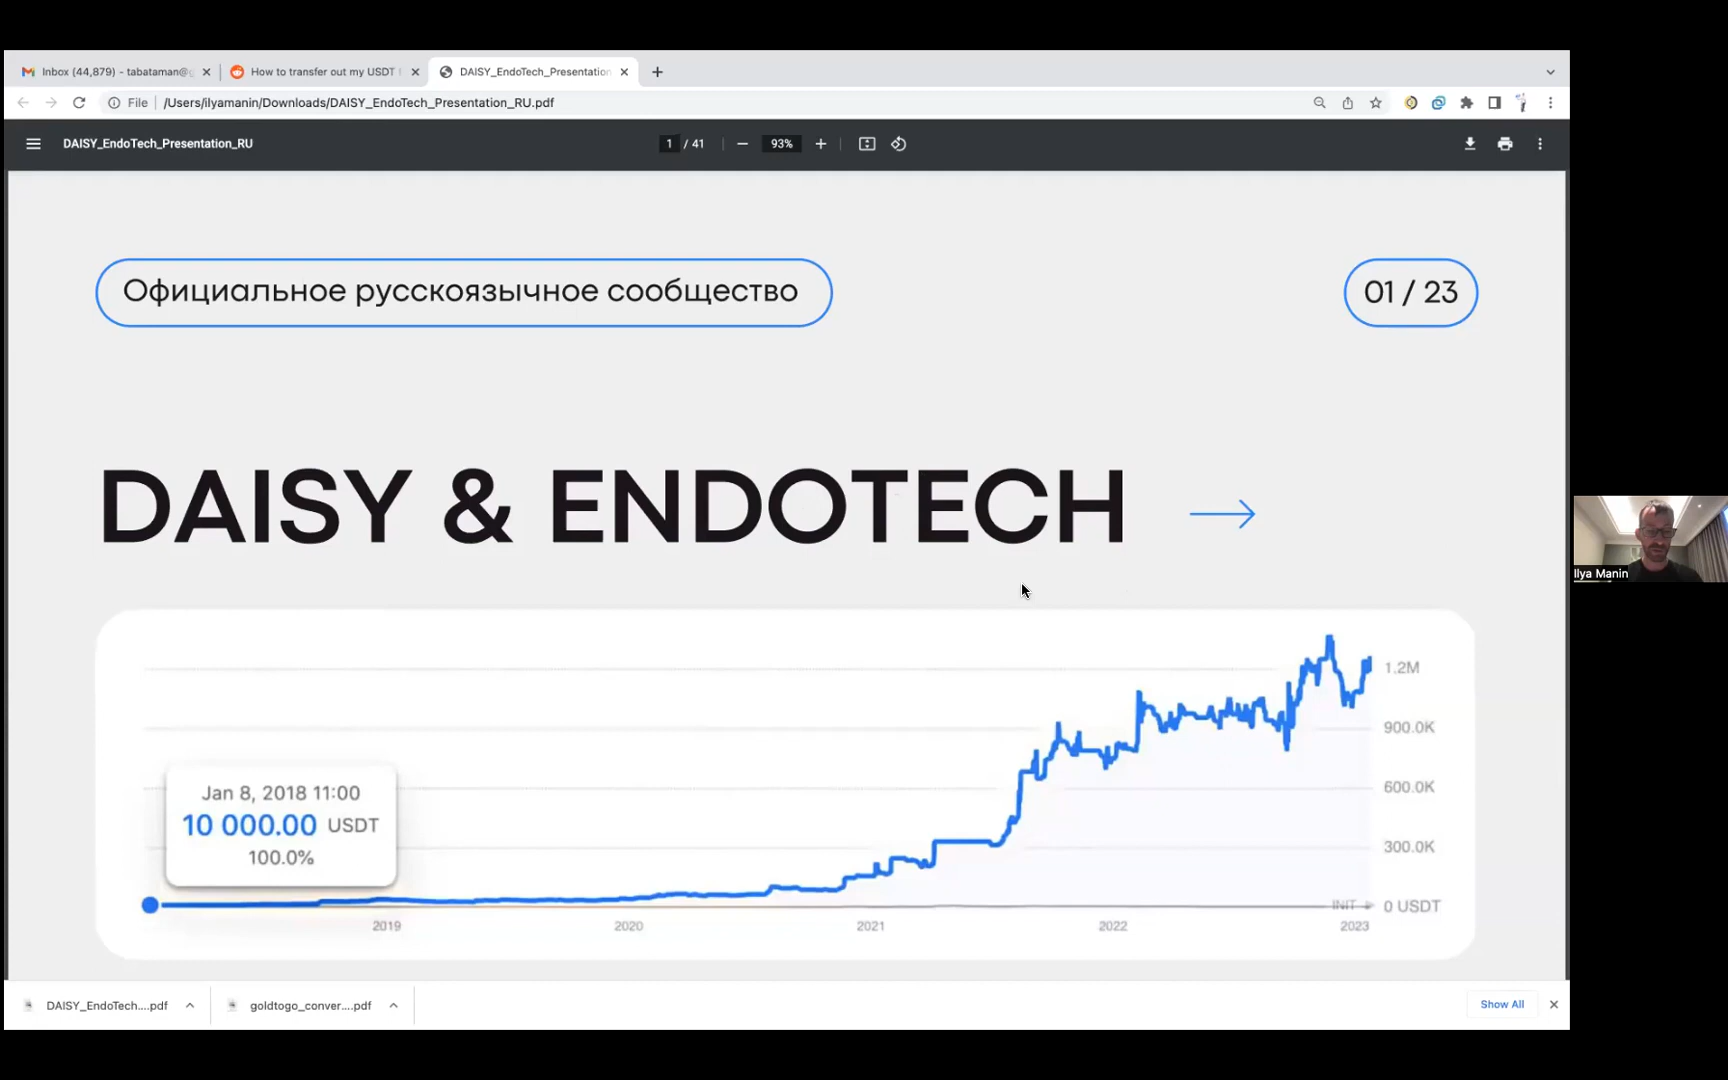 Inbox (44,879) - tabataman@g
How to transfer out my USDT
DAISY_EndoTech_Presentation
File
/Users/ilyamanin/Downloads/DAISY_EndoTech_Presentation_RU.pdf
DAISY_EndoTech_Presentation_RU
1 / 41
93%
Официальное русскоязычное сообщество
01 / 23
DAISY & ENDOTECH
1.2M
900.0K
600.0K
300.0K
0 USDT
INIT
Jan 8, 2018 11:00
10 000.00 USDT
100.0%
2019
2020
2021
2022
2023
Ilya Manin
DAISY_EndoTech....pdf
goldtogo_conver....pdf
Show All